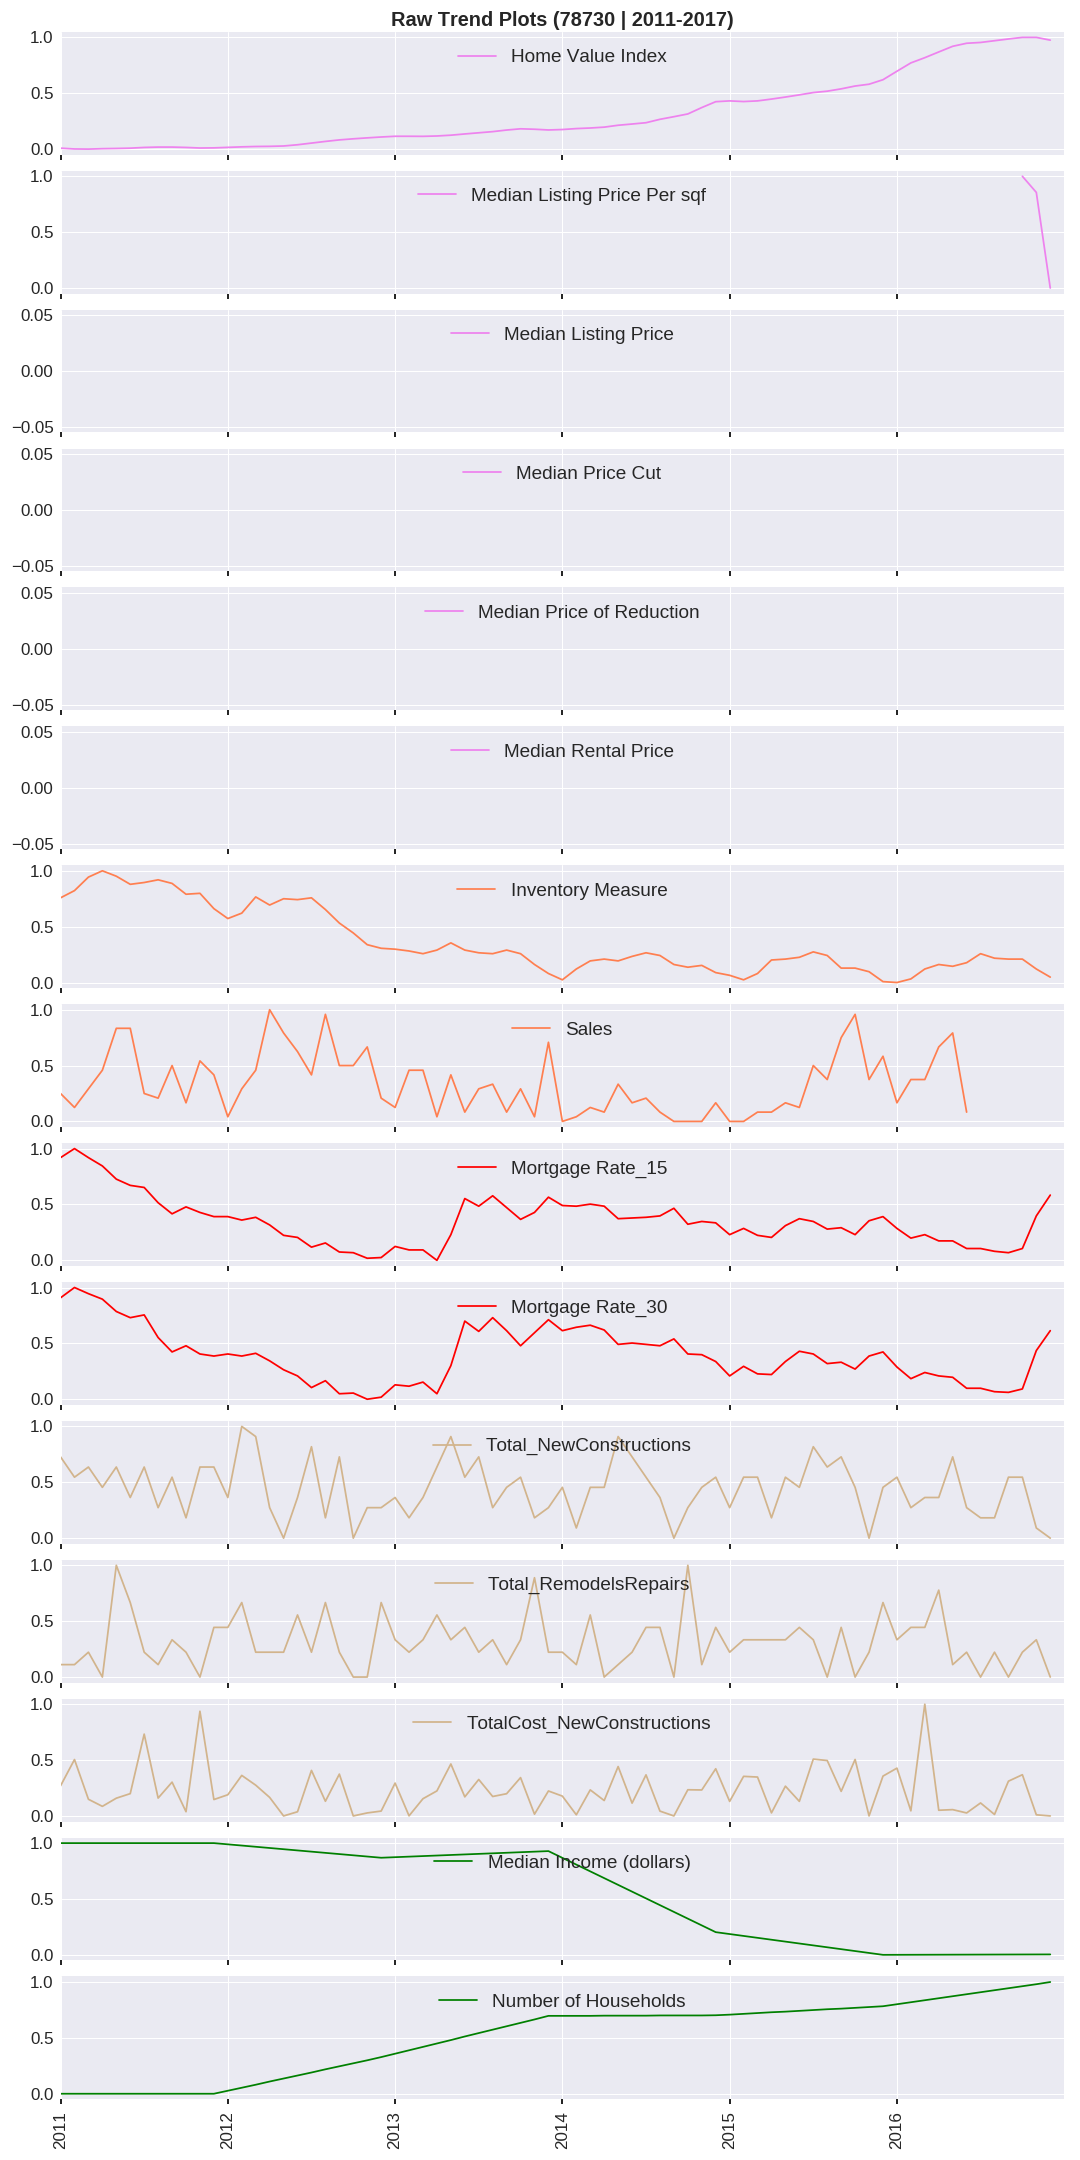 Raw Trend Plots (78730 | 2011-2017)
1.0
Home Value Index
0.5
0.0
1.0
Median Listing Price Per sqf
0.5
0.0
0.05
Median Listing Price
0.00
−0.05
0.05
Median Price Cut
0.00
−0.05
0.05
Median Price of Reduction
0.00
−0.05
0.05
Median Rental Price
0.00
−0.05
1.0
Inventory Measure
0.5
0.0
1.0
Sales
0.5
0.0
1.0
Mortgage Rate_15
0.5
0.0
1.0
Mortgage Rate_30
0.5
0.0
1.0
Total_NewConstructions
0.5
0.0
1.0
Total_RemodelsRepairs
0.5
0.0
1.0
TotalCost_NewConstructions
0.5
0.0
1.0
Median Income (dollars)
0.5
0.0
1.0
Number of Households
0.5
0.0
2011 2012 2013 2014 2015 2016